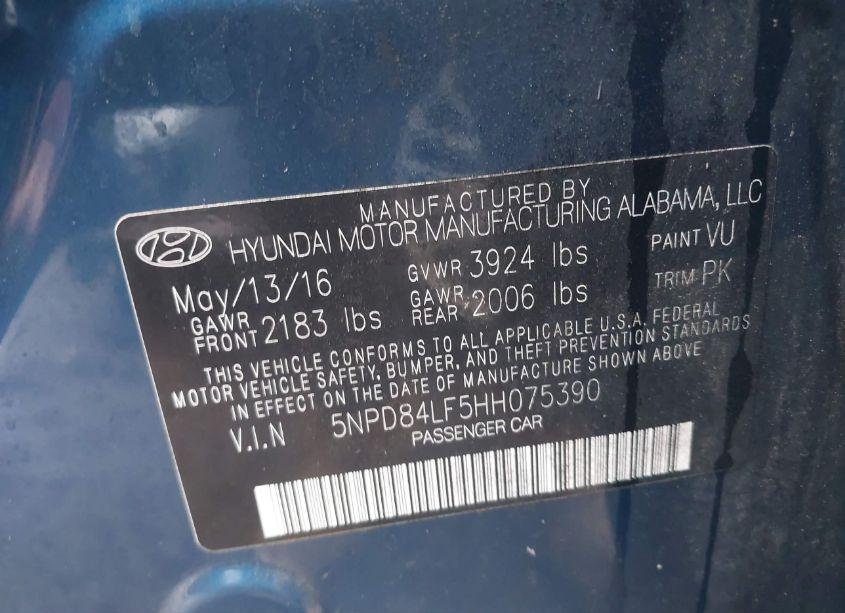 MANUFACTURED BY
HYUNDAI MOTOR MANUFACTURING ALABAMA, LLC
May/13/16 GVWR 3924 lbs PAINT VU
GAWR FRONT 2183 lbs GAWR REAR 2006 lbs TRIM PK
THIS VEHICLE CONFORMS TO ALL APPLICABLE U.S.A. FEDERAL
MOTOR VEHICLE SAFETY, BUMPER, AND THEFT PREVENTION STANDARDS
IN EFFECT ON THE DATE OF MANUFACTURE SHOWN ABOVE
V.I.N 5NPD84LF5HH075390
PASSENGER CAR